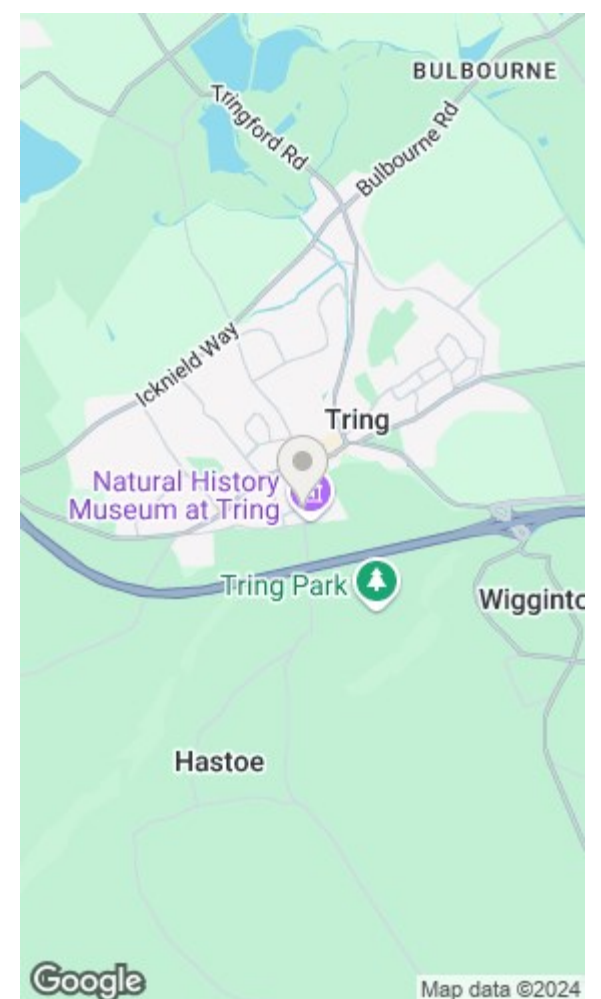 BULBOURNE
Tringford Rd
Bulbourne Rd
Icknield Way
Tring
Natural History
Museum at Tring
Tring Park
Wigginto
Hastoe
Google
Map data ©2024